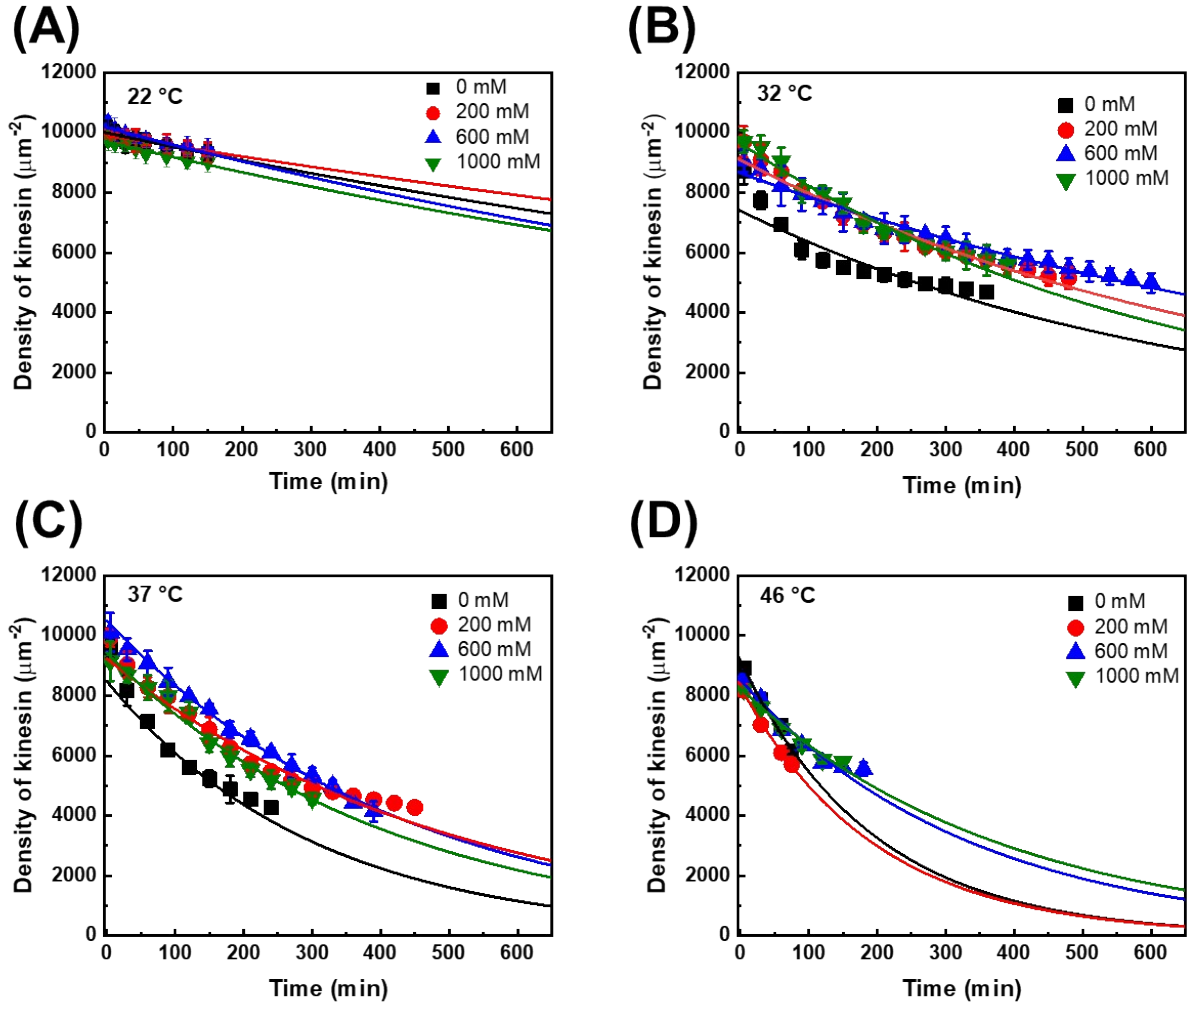 (A)
(B)
22 °C
0 mM
200 mM
600 mM
1000 mM
12000
10000
8000
6000
4000
2000
0
0 100 200 300 400 500 600
Time (min)
Density of kinesin (μm-2)
32 °C
0 mM
200 mM
600 mM
1000 mM
12000
10000
8000
6000
4000
2000
0
0 100 200 300 400 500 600
Time (min)
Density of kinesin (μm-2)
(C)
(D)
37 °C
0 mM
200 mM
600 mM
1000 mM
12000
10000
8000
6000
4000
2000
0
0 100 200 300 400 500 600
Time (min)
Density of kinesin (μm-2)
46 °C
0 mM
200 mM
600 mM
1000 mM
12000
10000
8000
6000
4000
2000
0
0 100 200 300 400 500 600
Time (min)
Density of kinesin (μm-2)